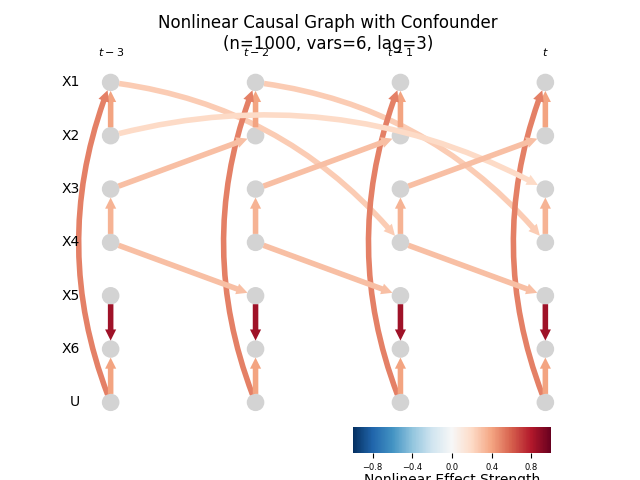 Nonlinear Causal Graph with Confounder
(n=1000, vars=6, lag=3)
t − 3 t − 2 t − 1 t
X1
X2
X3
X4
X5
X6
U
−0.8 −0.4 0.0 0.4 0.8
Nonlinear Effect Strength